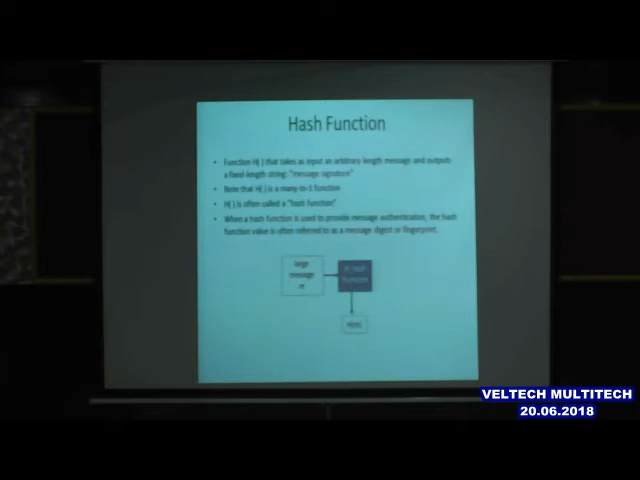 Hash Function
• Function H( ) that takes as input an arbitrary length message and outputs
a fixed-length string: "message signature"
• Note that H( ) is a many-to-1 function
• H( ) is often called a "hash function"
• When a hash function is used to provide message authentication, the hash
function value is often referred to as a message digest or fingerprint.
large
message
m
H: Hash
Function
H(m)
VELTECH MULTITECH
20.06.2018